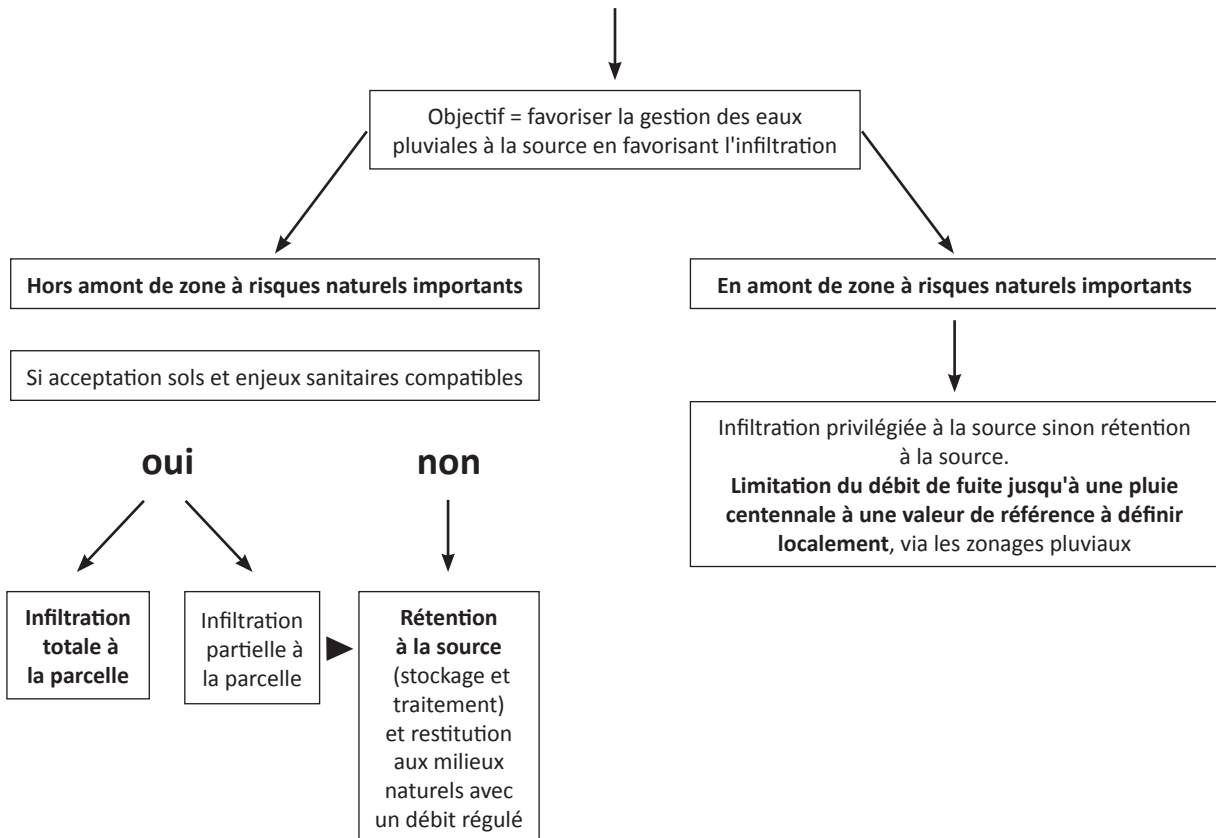 Objectif = favoriser la gestion des eaux
pluviales à la source en favorisant l'infiltration
Hors amont de zone à risques naturels importants
En amont de zone à risques naturels importants
Si acceptation sols et enjeux sanitaires compatibles
Infiltration privilégiée à la source sinon rétention
à la source.
Limitation du débit de fuite jusqu'à une pluie
centennale à une valeur de référence à définir
localement, via les zonages pluviaux
oui
non
Infiltration
totale à
la parcelle
Infiltration
partielle à
la parcelle
Rétention
à la source
(stockage et
traitement)
et restitution
aux milieux
naturels avec
un débit régulé